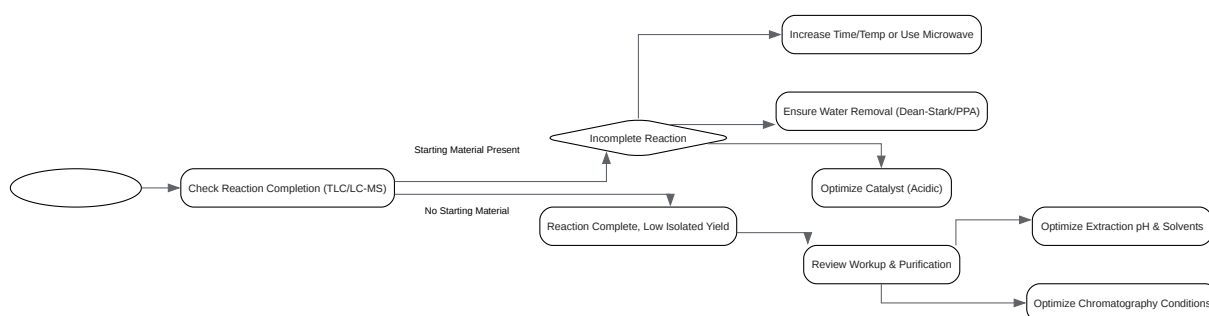 Increase Time/Temp or Use Microwave
Ensure Water Removal (Dean-Stark/PPA)
Incomplete Reaction
Starting Material Present
Check Reaction Completion (TLC/LC-MS)
Optimize Catalyst (Acidic)
No Starting Material
Reaction Complete, Low Isolated Yield
Optimize Extraction pH & Solvents
Review Workup & Purification
Optimize Chromatography Conditions